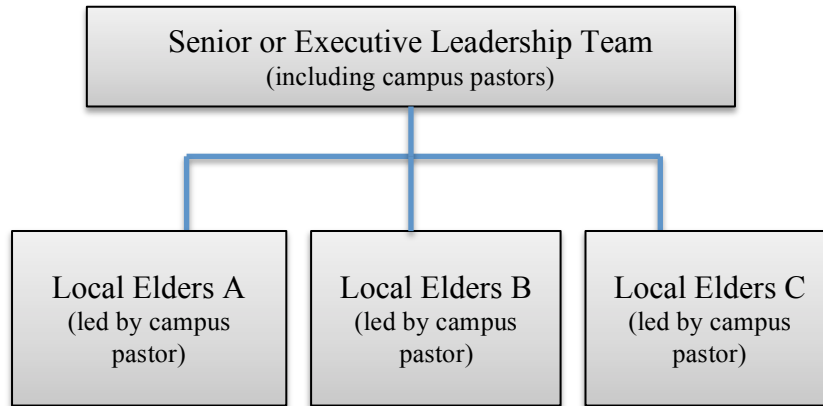 Senior or Executive Leadership Team
(including campus pastors)
Local Elders A
(led by campus
pastor)
Local Elders B
(led by campus
pastor)
Local Elders C
(led by campus
pastor)